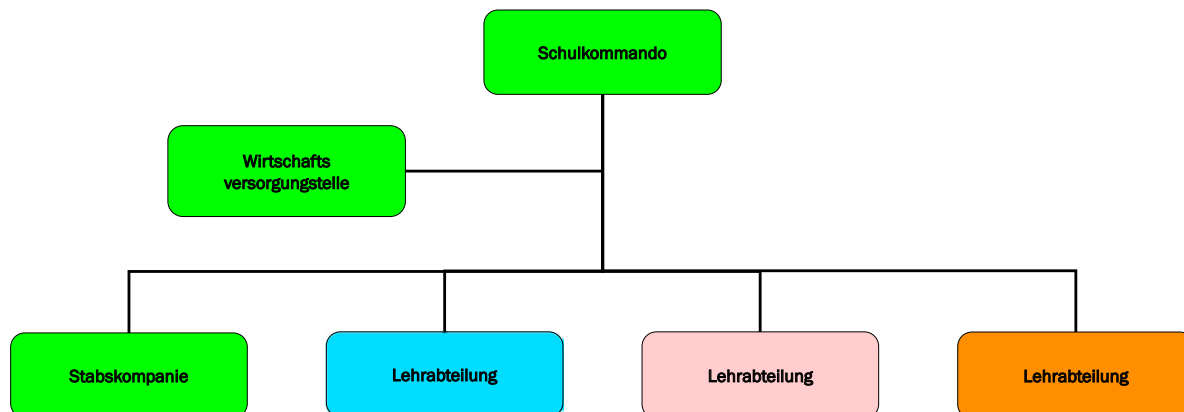 Schulkommando
Wirtschafts
versorgungstelle
Stabskompanie
Lehrabteilung
Lehrabteilung
Lehrabteilung